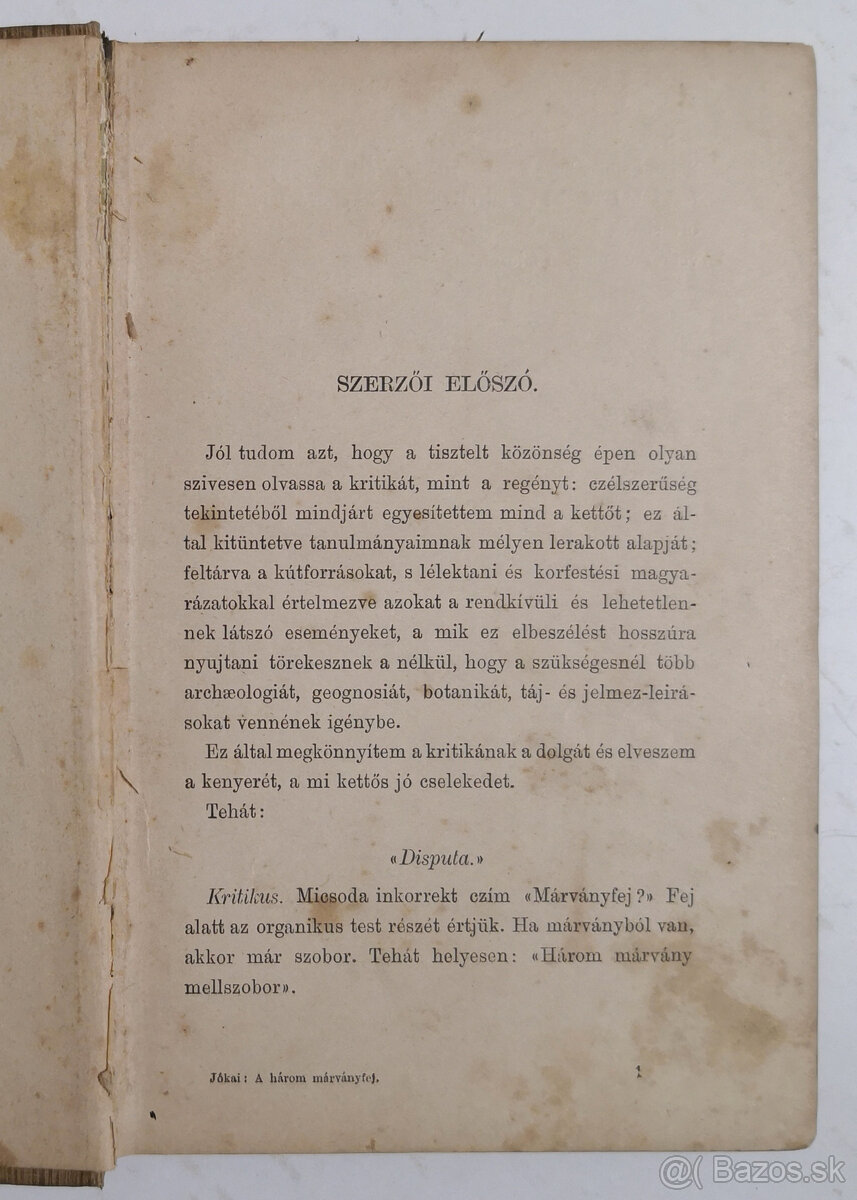 SZERZŐI ELŐSZÓ.
Jól tudom azt, hogy a tisztelt közönség épen olyan
szivesen olvassa a kritikát, mint a regényt: czélszerűség
tekintetéből mindjárt egyesítettem mind a kettőt; ez ál-
tal kitüntetve tanulmányaimnak mélyen lerakott alapját;
feltárva a kútforrásokat, s lélektani és korfestési magya-
rázatokkal értelmezve azokat a rendkívüli és lehetetlen-
nek látszó eseményeket, a mik ez elbeszélést hosszúra
nyujtani törekesznek a nélkül, hogy a szükségesnél több
archæologiát, geognosiát, botanikát, táj- és jelmez-leirá-
sokat vennének igénybe.
Ez által megkönnyítem a kritikának a dolgát és elveszem
a kenyerét, a mi kettős jó cselekedet.
Tehát:
«Disputa.»
Kritikus. Micsoda inkorrekt czím «Márványfej?» Fej
alatt az organikus test részét értjük. Ha márványból van,
akkor már szobor. Tehát helyesen: «Három márvány
mellszobor».
Jókai: A három márványfej. 1
@( Bazos.sk